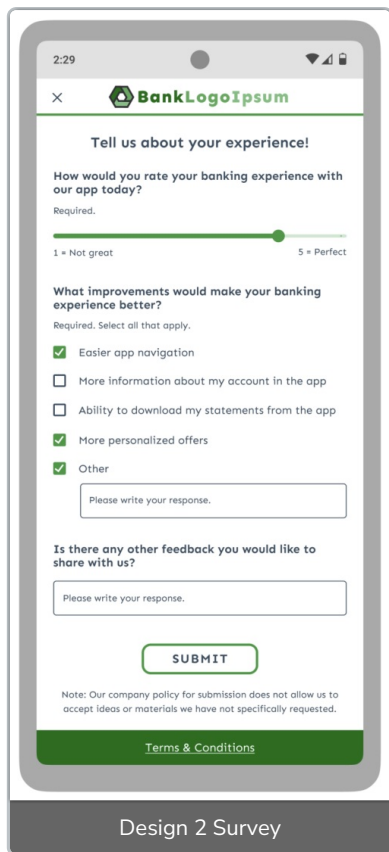 2:29
BankLogoIpsum
Tell us about your experience!
How would you rate your banking experience with
our app today?
Required.
1 = Not great
5 = Perfect
What improvements would make your banking
experience better?
Required. Select all that apply.
Easier app navigation
More information about my account in the app
Ability to download my statements from the app
More personalized offers
Other
Please write your response.
Is there any other feedback you would like to
share with us?
Please write your response.
SUBMIT
Note: Our company policy for submission does not allow us to
accept ideas or materials we have not specifically requested.
Terms & Conditions
Design 2 Survey